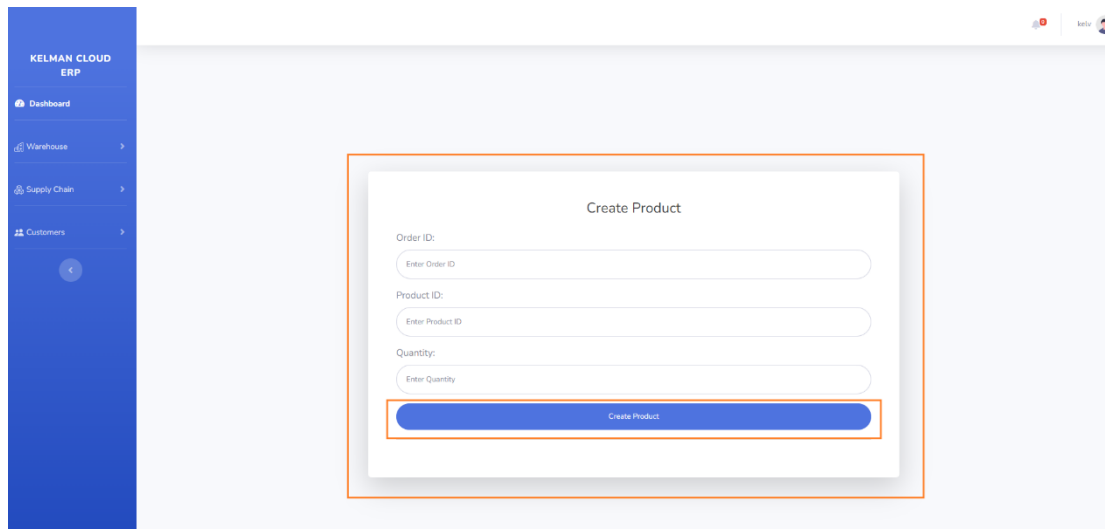 kelv
KELMAN CLOUD
ERP
Dashboard
Warehouse
Supply Chain
Customers
Create Product
Order ID:
Enter Order ID
Product ID:
Enter Product ID
Quantity:
Enter Quantity
Create Product